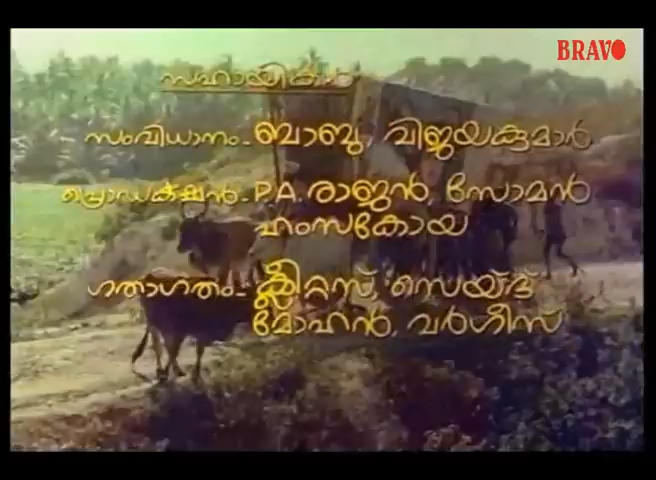 BRAVO
സഹായികൾ
സംവിധാനം- ബാബു, വിജയകുമാർ
പ്രൊഡക്ഷൻ- P.A. രാജൻ, സോമൻ
ഹംസകോയ
ഗതാഗതം- ക്ലീറ്റസ്, സെയ്ദ്
മോഹൻ, വർഗീസ്